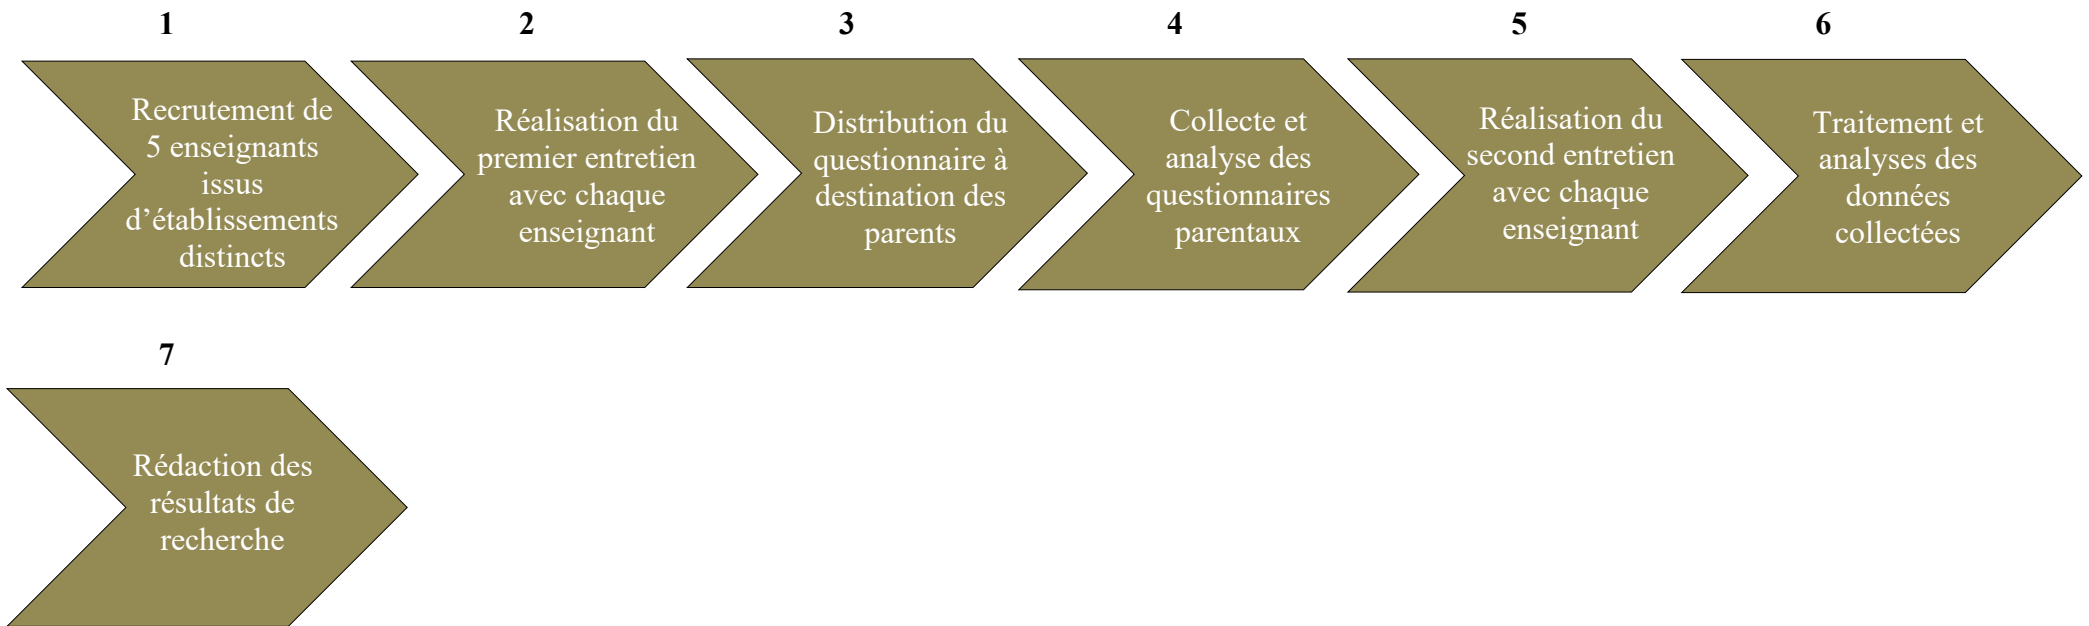 1
Recrutement de
5 enseignants
issus
d’établissements
distincts
2
Réalisation du
premier entretien
avec chaque
enseignant
3
Distribution du
questionnaire à
destination des
parents
4
Collecte et
analyse des
questionnaires
parentaux
5
Réalisation du
second entretien
avec chaque
enseignant
6
Traitement et
analyses des
données
collectées
7
Rédaction des
résultats de
recherche